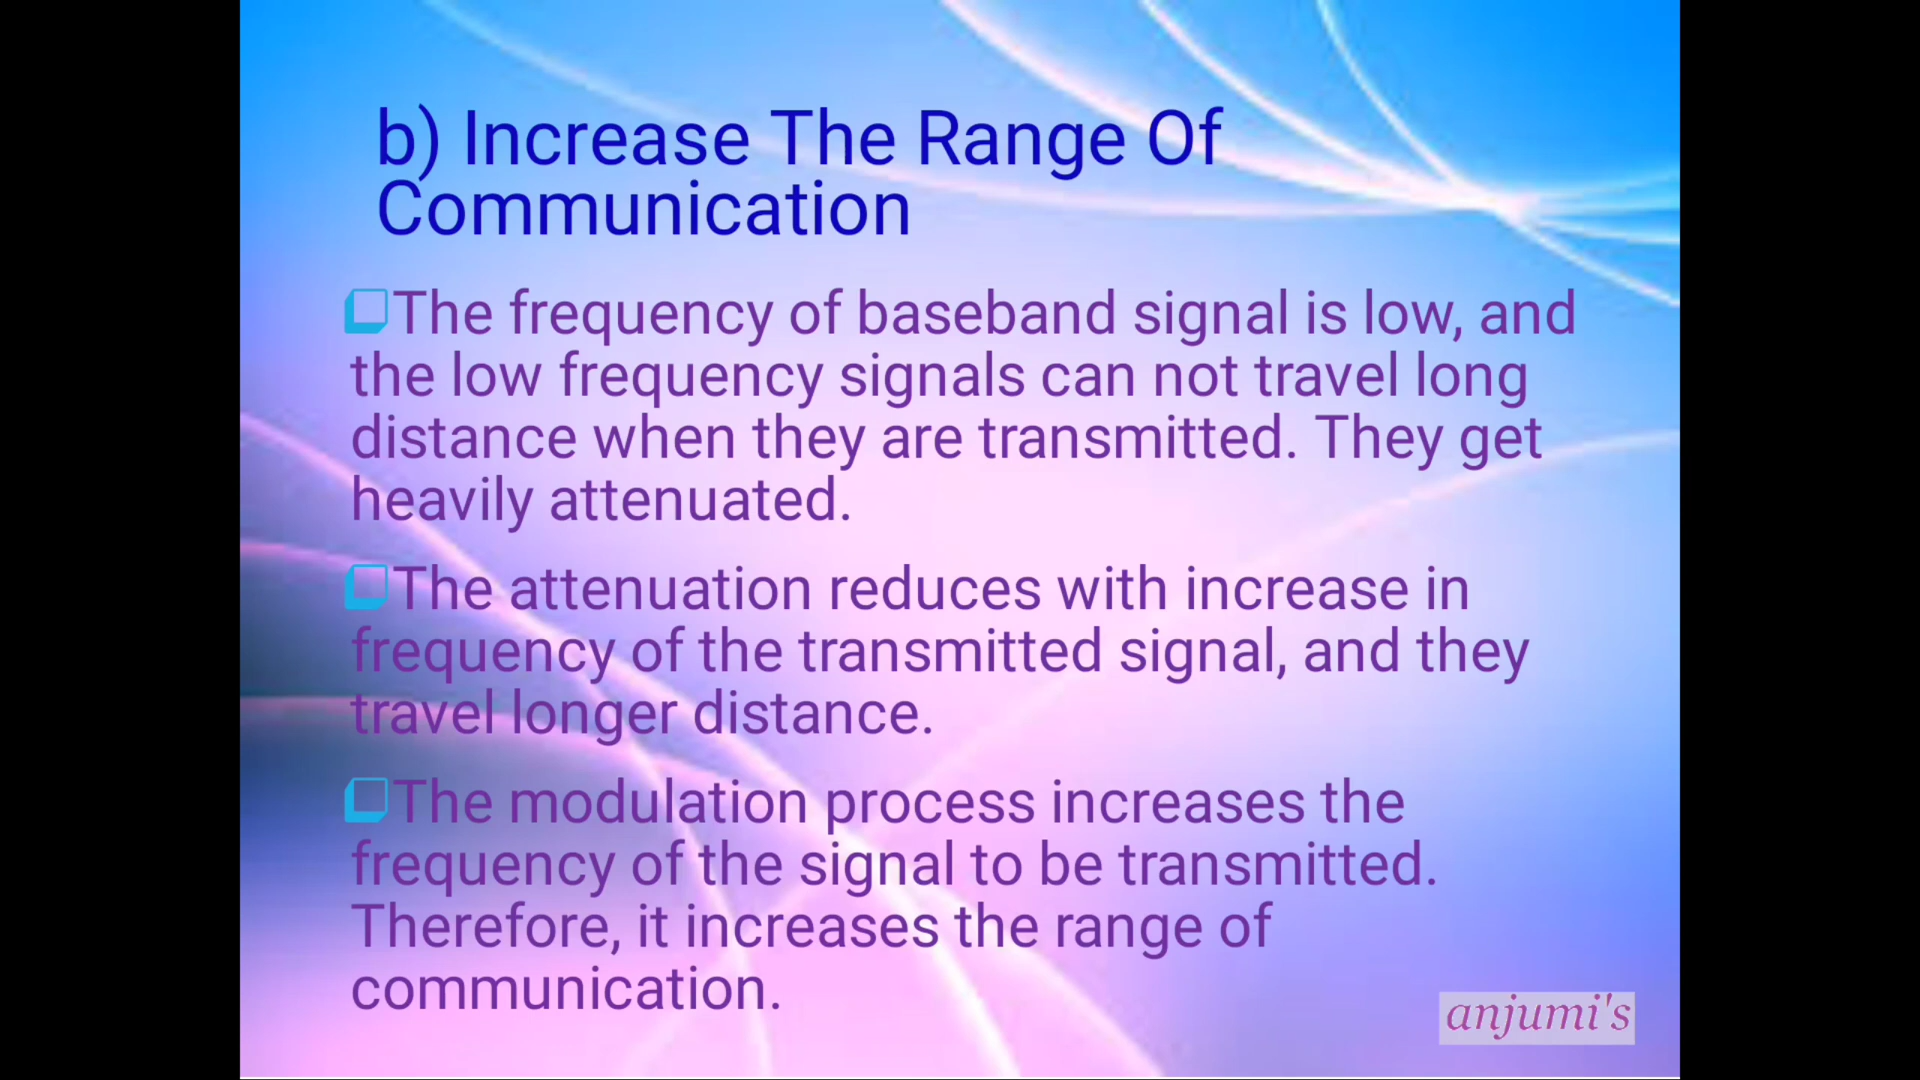 b) Increase The Range Of
Communication
❑The frequency of baseband signal is low, and
the low frequency signals can not travel long
distance when they are transmitted. They get
heavily attenuated.
❑The attenuation reduces with increase in
frequency of the transmitted signal, and they
travel longer distance.
❑The modulation process increases the
frequency of the signal to be transmitted.
Therefore, it increases the range of
communication.
anjumi's